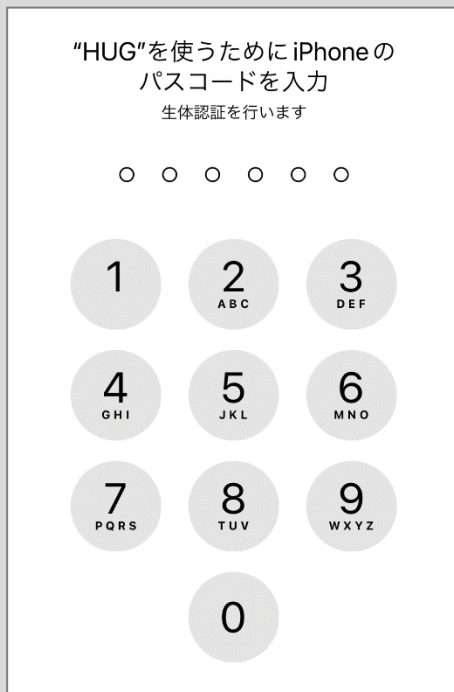 “HUG”を使うためにiPhoneの
パスコードを入力
生体認証を行います
1
2
ABC
3
DEF
4
GHI
5
JKL
6
MNO
7
PQRS
8
TUV
9
WXYZ
0